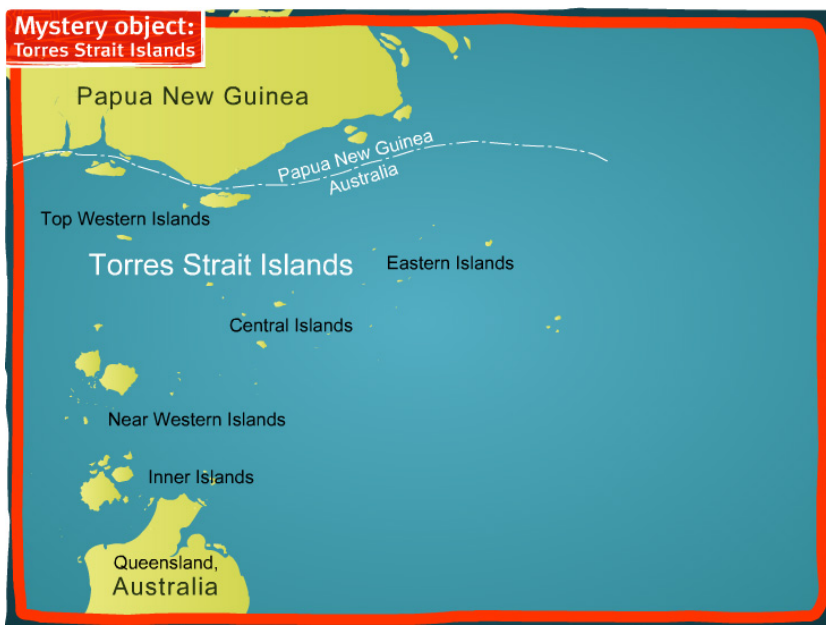 Mystery object:
Torres Strait Islands
Papua New Guinea
Papua New Guinea
Australia
Top Western Islands
Torres Strait Islands
Eastern Islands
Central Islands
Near Western Islands
Inner Islands
Queensland,
Australia